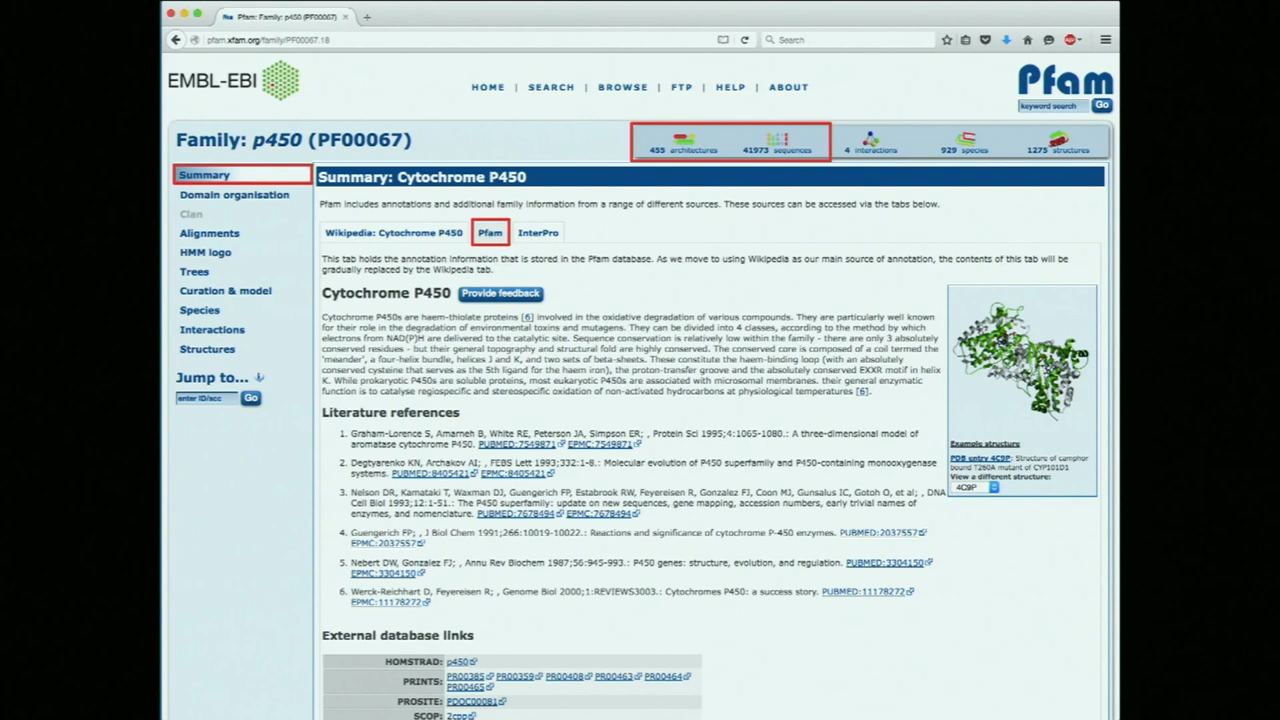 Pfam: Family: p450 (PF00067)
pfam.xfam.org/family/PF00067.18
Search
EMBL-EBI
HOME | SEARCH | BROWSE | FTP | HELP | ABOUT
Pfam
keyword search Go
Family: p450 (PF00067)
455 architectures
41973 sequences
4 interactions
929 species
1275 structures
Summary
Domain organisation
Clan
Alignments
HMM logo
Trees
Curation & model
Species
Interactions
Structures
Jump to...
enter ID/acc Go
Summary: Cytochrome P450
Pfam includes annotations and additional family information from a range of different sources. These sources can be accessed via the tabs below.
Wikipedia: Cytochrome P450 Pfam InterPro
This tab holds the annotation information that is stored in the Pfam database. As we move to using Wikipedia as our main source of annotation, the contents of this tab will be
gradually replaced by the Wikipedia tab.
Cytochrome P450 Provide feedback
Cytochrome P450s are haem-thiolate proteins [6] involved in the oxidative degradation of various compounds. They are particularly well known
for their role in the degradation of environmental toxins and mutagens. They can be divided into 4 classes, according to the method by which
electrons from NAD(P)H are delivered to the catalytic site. Sequence conservation is relatively low within the family - there are only 3 absolutely
conserved residues - but their general topography and structural fold are highly conserved. The conserved core is composed of a coil termed the
'meander', a four-helix bundle, helices J and K, and two sets of beta-sheets. These constitute the haem-binding loop (with an absolutely
conserved cysteine that serves as the 5th ligand for the haem iron), the proton-transfer groove and the absolutely conserved EXXR motif in helix
K. While prokaryotic P450s are soluble proteins, most eukaryotic P450s are associated with microsomal membranes. their general enzymatic
function is to catalyse regiospecific and stereospecific oxidation of non-activated hydrocarbons at physiological temperatures [6].
Example structure
PDB entry 4C9P: Structure of camphor
bound T260A mutant of CYP101D1
View a different structure:
4C9P
Literature references
1. Graham-Lorence S, Amarneh B, White RE, Peterson JA, Simpson ER; , Protein Sci 1995;4:1065-1080.: A three-dimensional model of
aromatase cytochrome P450. PUBMED:7549871 EPMC:7549871
2. Degtyarenko KN, Archakov AI; , FEBS Lett 1993;332:1-8.: Molecular evolution of P450 superfamily and P450-containing monooxygenase
systems. PUBMED:8405421 EPMC:8405421
3. Nelson DR, Kamataki T, Waxman DJ, Guengerich FP, Estabrook RW, Feyereisen R, Gonzalez FJ, Coon MJ, Gunsalus IC, Gotoh O, et al; , DNA
Cell Biol 1993;12:1-51.: The P450 superfamily: update on new sequences, gene mapping, accession numbers, early trivial names of
enzymes, and nomenclature. PUBMED:7678494 EPMC:7678494
4. Guengerich FP; , J Biol Chem 1991;266:10019-10022.: Reactions and significance of cytochrome P-450 enzymes. PUBMED:2037557
EPMC:2037557
5. Nebert DW, Gonzalez FJ; , Annu Rev Biochem 1987;56:945-993.: P450 genes: structure, evolution, and regulation. PUBMED:3304150
EPMC:3304150
6. Werck-Reichhart D, Feyereisen R; , Genome Biol 2000;1:REVIEWS3003.: Cytochromes P450: a success story. PUBMED:11178272
EPMC:11178272
External database links
HOMSTRAD: p450
PRINTS: PR00385 PR00359 PR00408 PR00463 PR00464
PR00465
PROSITE: PDOC00081
SCOP: 2cpp